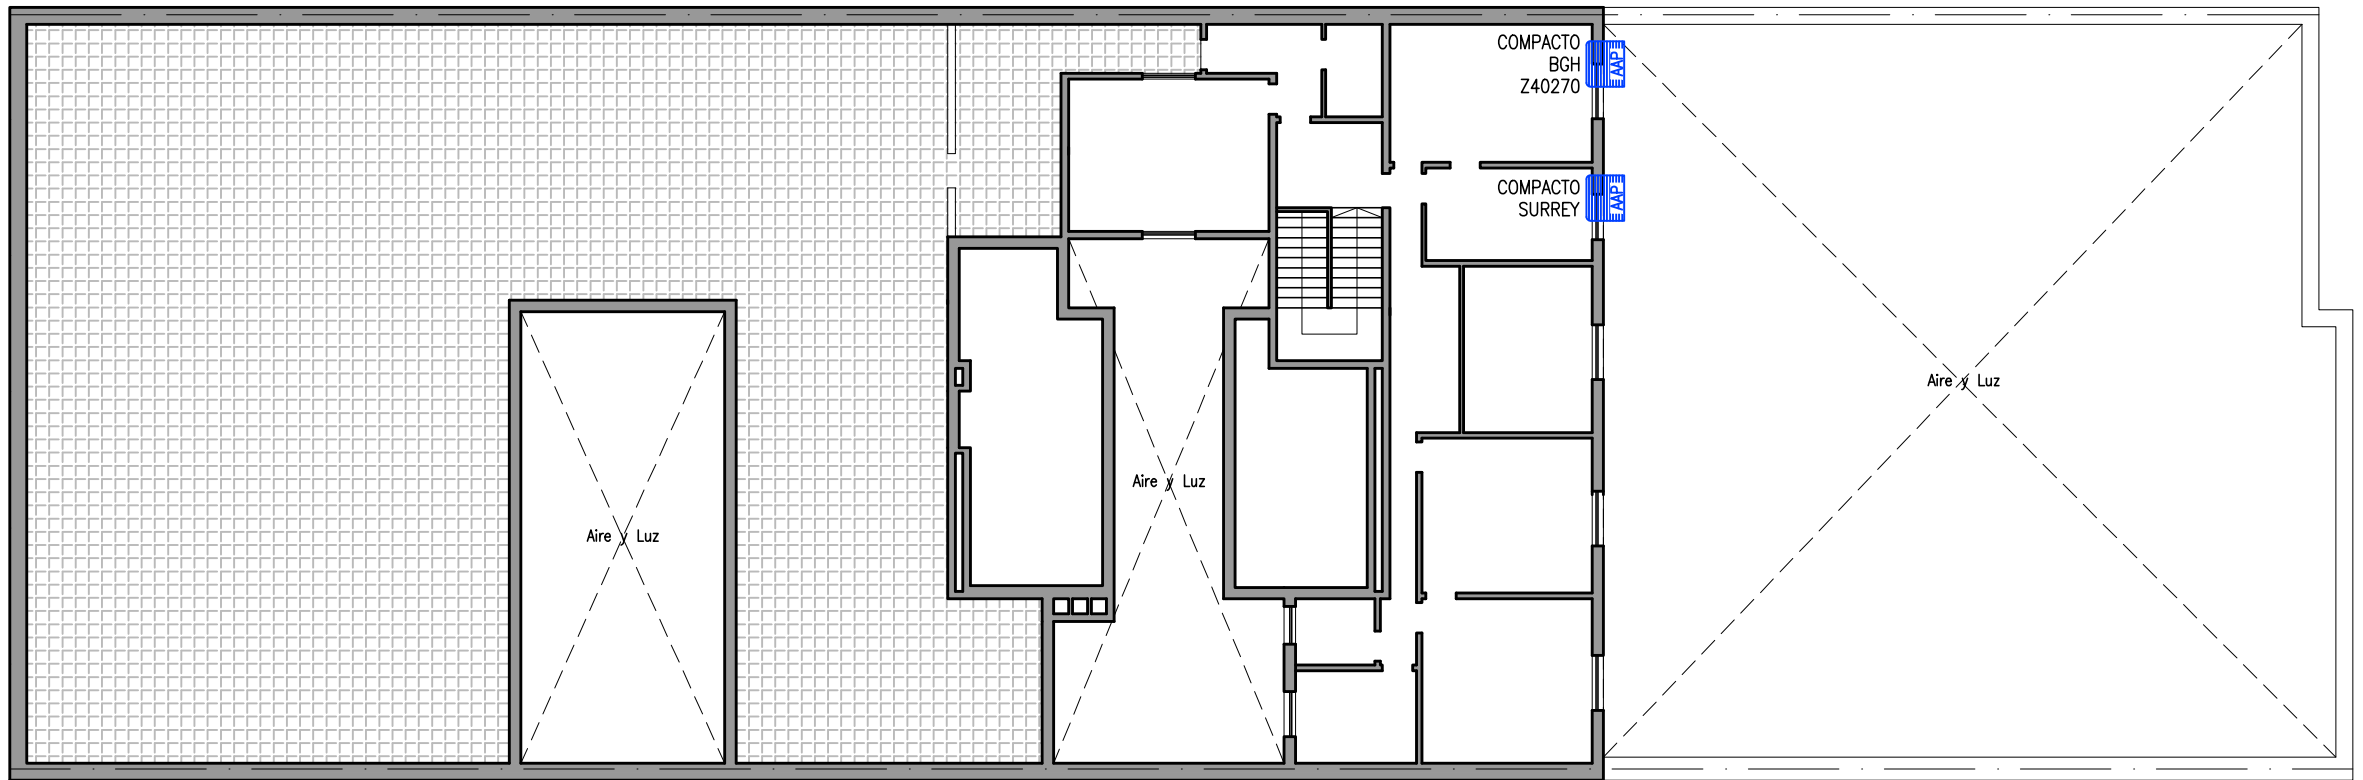 COMPACTO
BGH
Z40270
AAP
COMPACTO
SURREY
AAP
Aire y Luz
Aire y Luz
Aire y Luz